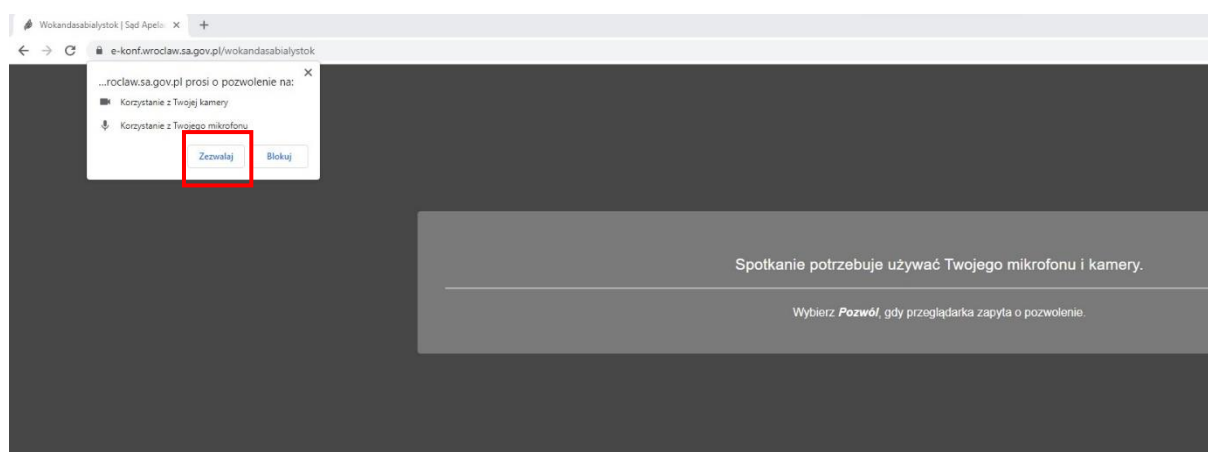 Wokandasabialystok | Sąd Apela
e-konf.wroclaw.sa.gov.pl/wokandasabialystok
...roclaw.sa.gov.pl prosi o pozwolenie na:
Korzystanie z Twojej kamery
Korzystanie z Twojego mikrofonu
Zezwalaj Blokuj
Spotkanie potrzebuje używać Twojego mikrofonu i kamery.
Wybierz Pozwól, gdy przeglądarka zapyta o pozwolenie.